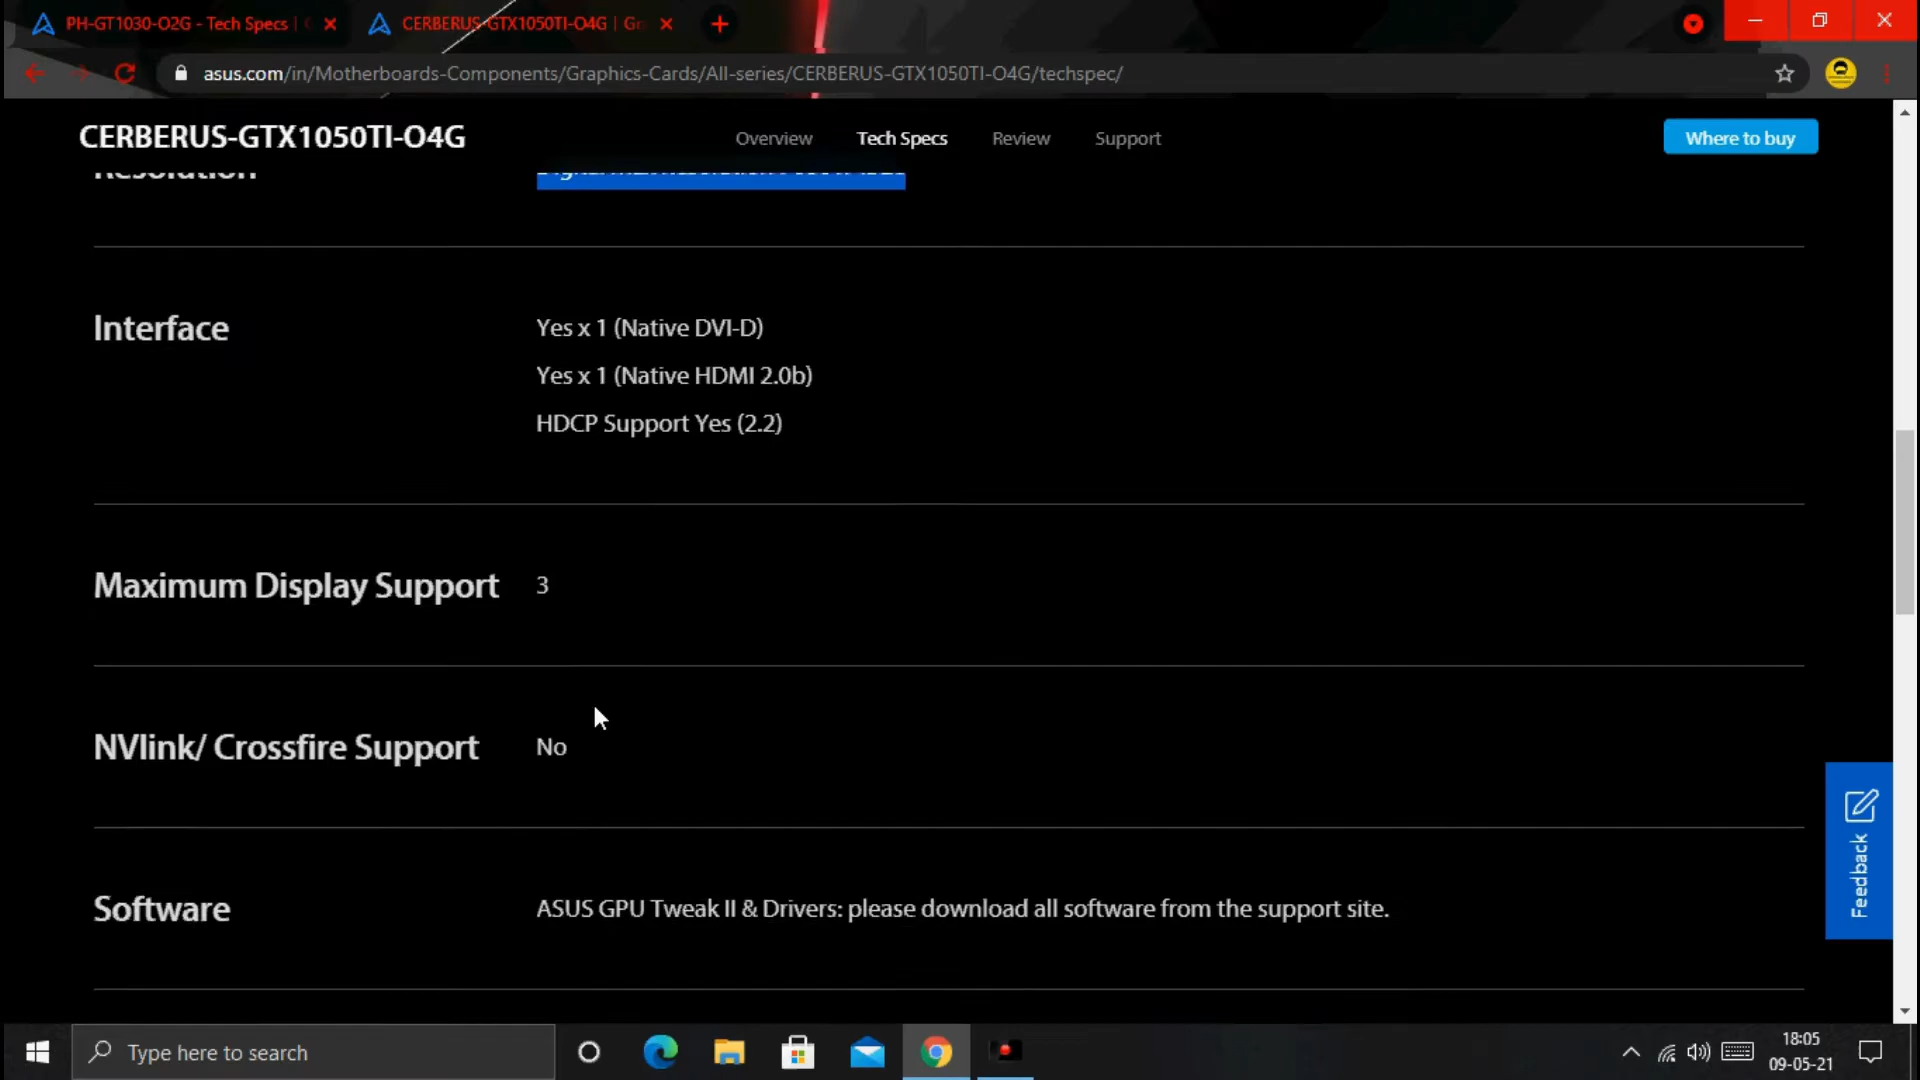 PH-GT1030-O2G - Tech Specs |
CERBERUS-GTX1050TI-O4G | Gr
asus.com/in/Motherboards-Components/Graphics-Cards/All-series/CERBERUS-GTX1050TI-O4G/techspec/
CERBERUS-GTX1050TI-O4G
Overview
Tech Specs
Review
Support
Where to buy
Resolution
Interface
Yes x 1 (Native DVI-D)
Yes x 1 (Native HDMI 2.0b)
HDCP Support Yes (2.2)
Maximum Display Support
3
NVlink/ Crossfire Support
No
Software
ASUS GPU Tweak II & Drivers: please download all software from the support site.
Feedback
Type here to search
18:05
09-05-21